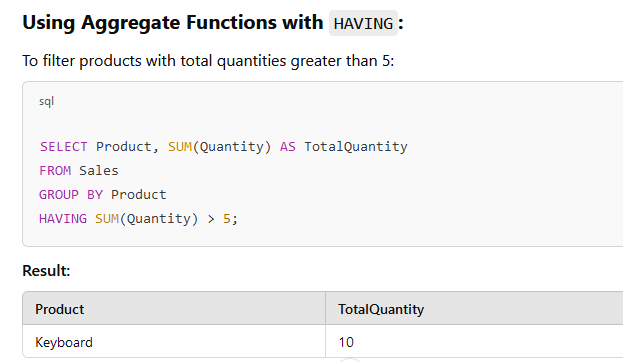 Using Aggregate Functions with HAVING:
To filter products with total quantities greater than 5:
sql
SELECT Product, SUM(Quantity) AS TotalQuantity
FROM Sales
GROUP BY Product
HAVING SUM(Quantity) > 5;
Result:
Product TotalQuantity
Keyboard 10